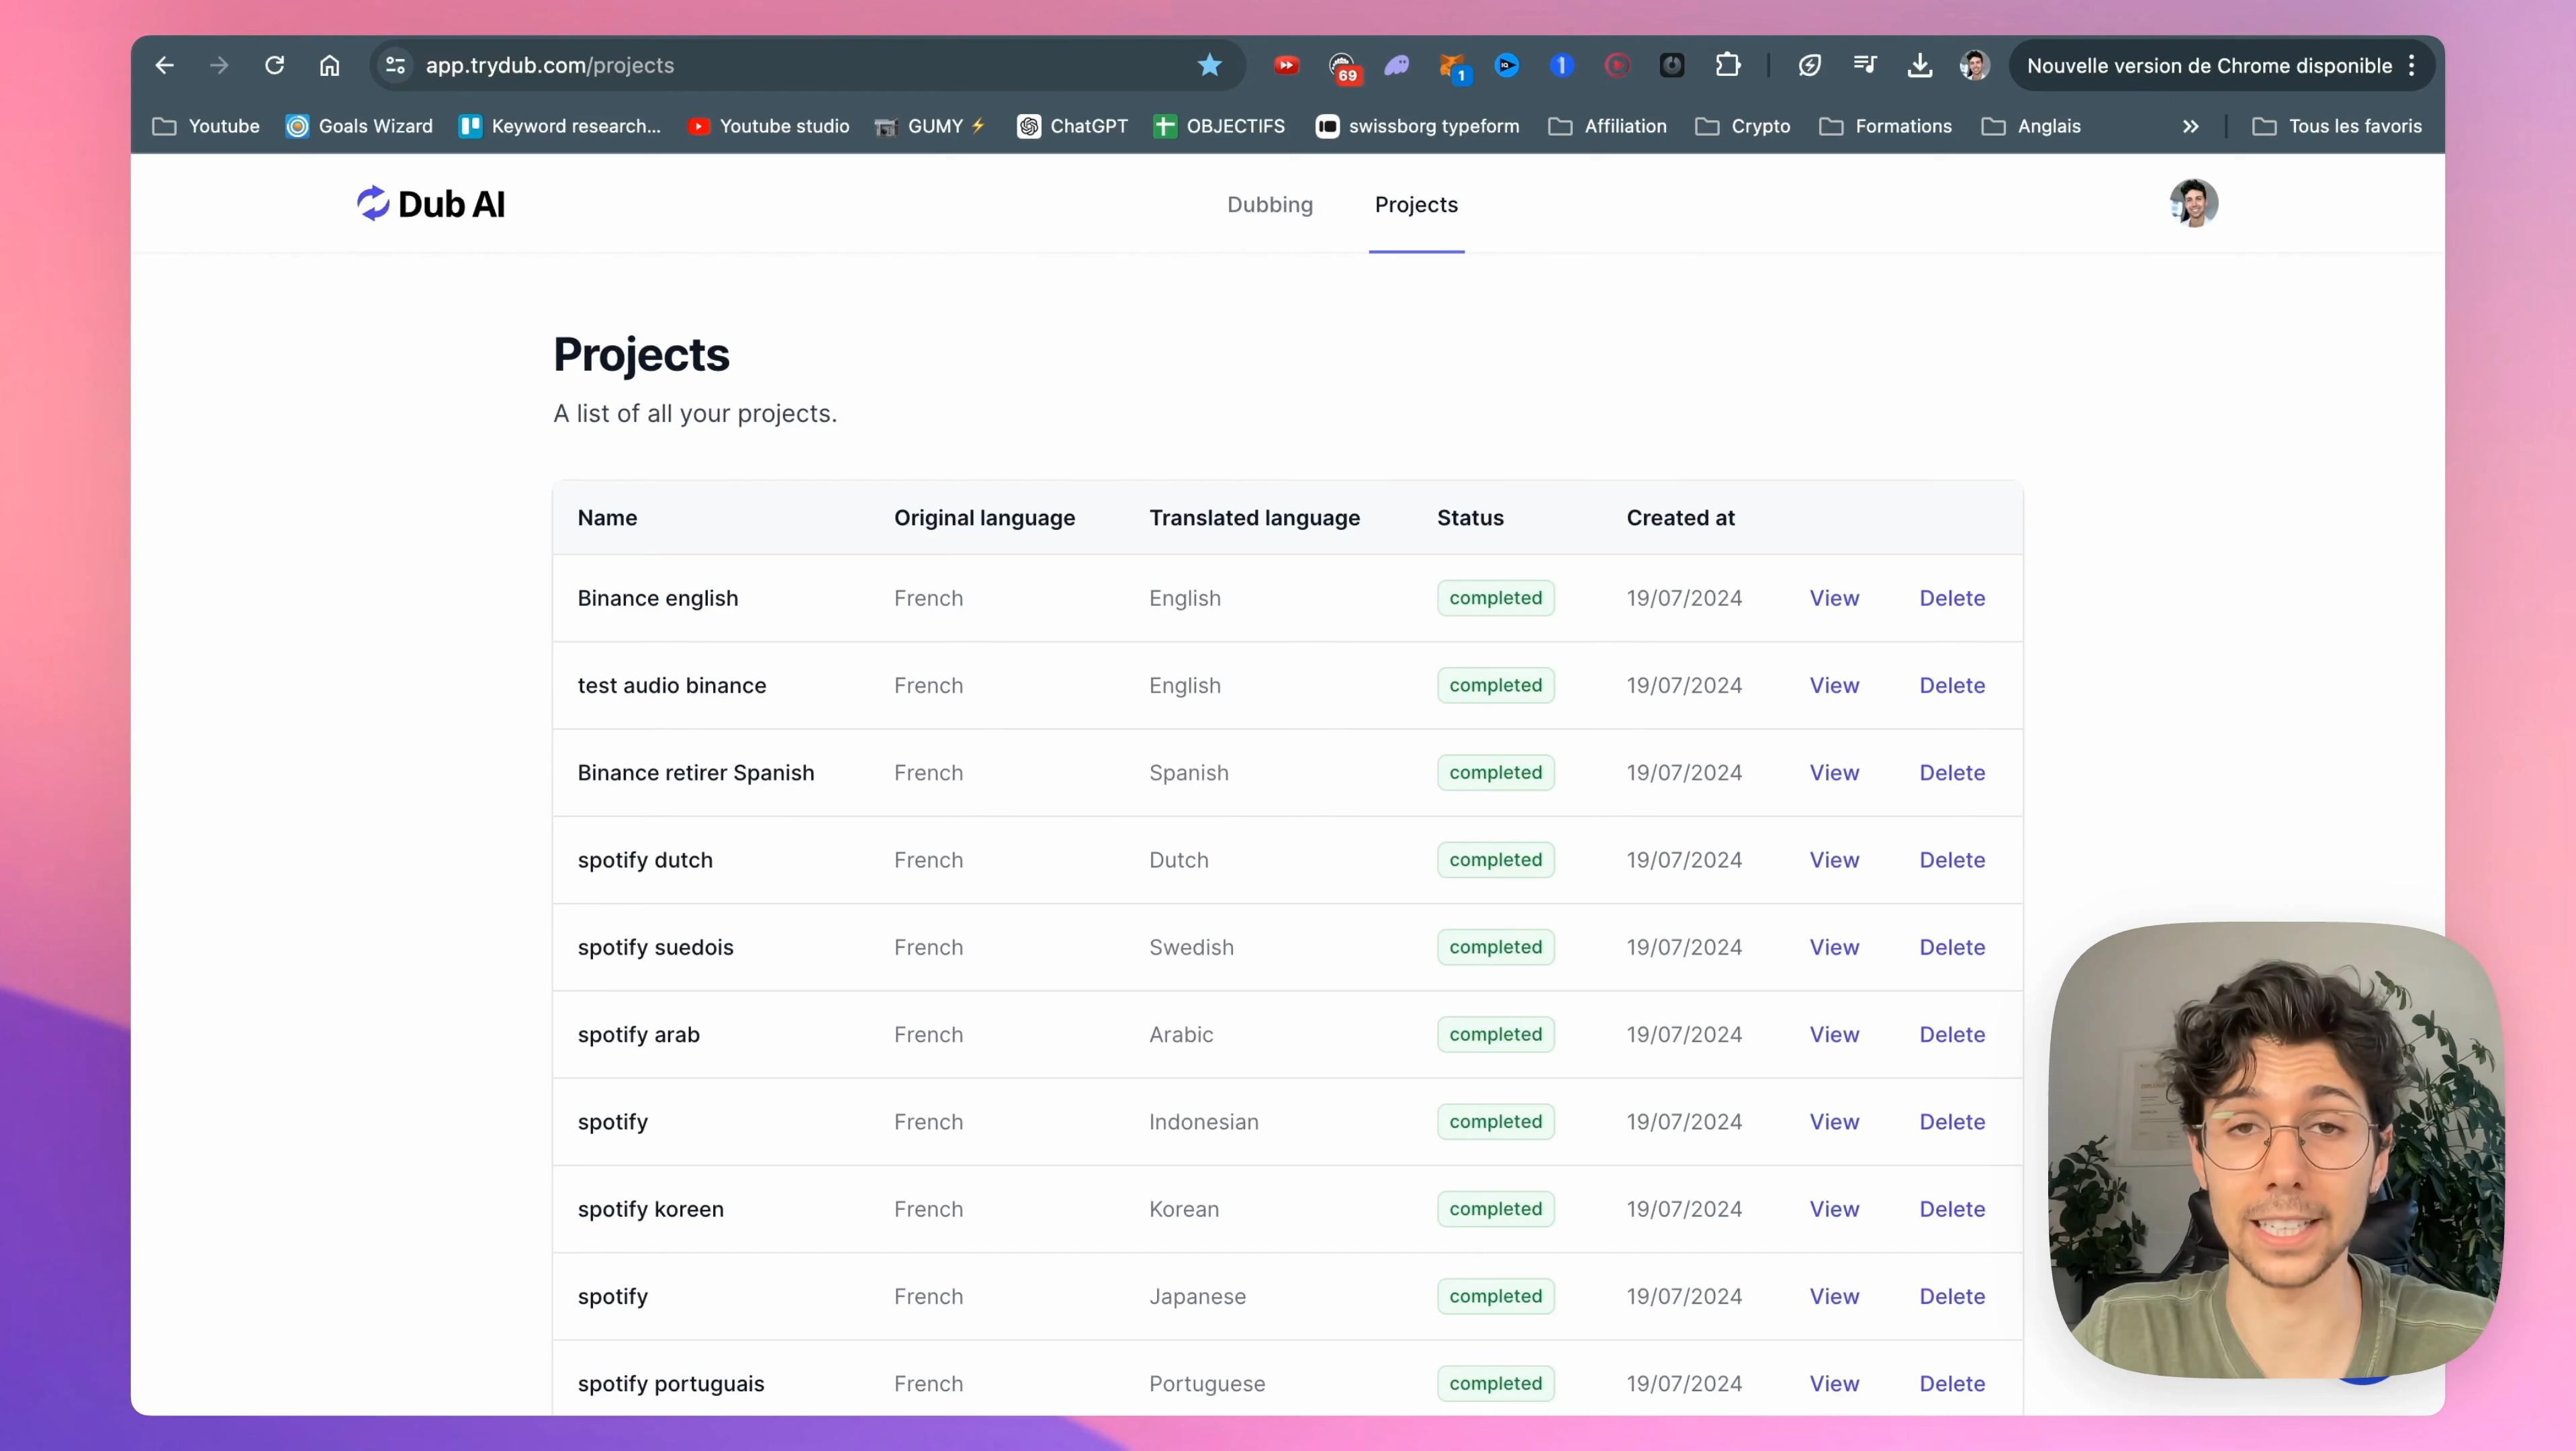 app.trydub.com/projects
69
1
Nouvelle version de Chrome disponible
Youtube
Goals Wizard
Keyword research...
Youtube studio
GUMY ⚡
ChatGPT
OBJECTIFS
swissborg typeform
Affiliation
Crypto
Formations
Anglais
Tous les favoris
Dub AI
Dubbing
Projects
Projects
A list of all your projects.
Name Original language Translated language Status Created at
Binance english French English completed 19/07/2024 View Delete
test audio binance French English completed 19/07/2024 View Delete
Binance retirer Spanish French Spanish completed 19/07/2024 View Delete
spotify dutch French Dutch completed 19/07/2024 View Delete
spotify suedois French Swedish completed 19/07/2024 View Delete
spotify arab French Arabic completed 19/07/2024 View Delete
spotify French Indonesian completed 19/07/2024 View Delete
spotify koreen French Korean completed 19/07/2024 View Delete
spotify French Japanese completed 19/07/2024 View Delete
spotify portuguais French Portuguese completed 19/07/2024 View Delete